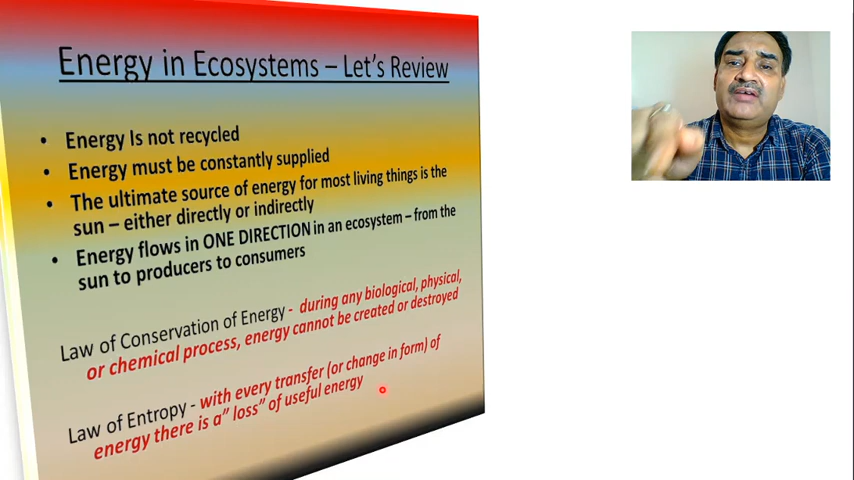 Energy in Ecosystems – Let's Review
• Energy Is not recycled
• Energy must be constantly supplied
• The ultimate source of energy for most living things is the
sun – either directly or indirectly
• Energy flows in ONE DIRECTION in an ecosystem – from the
sun to producers to consumers
Law of Conservation of Energy - during any biological, physical,
or chemical process, energy cannot be created or destroyed
Law of Entropy - with every transfer (or change in form) of
energy there is a" loss" of useful energy